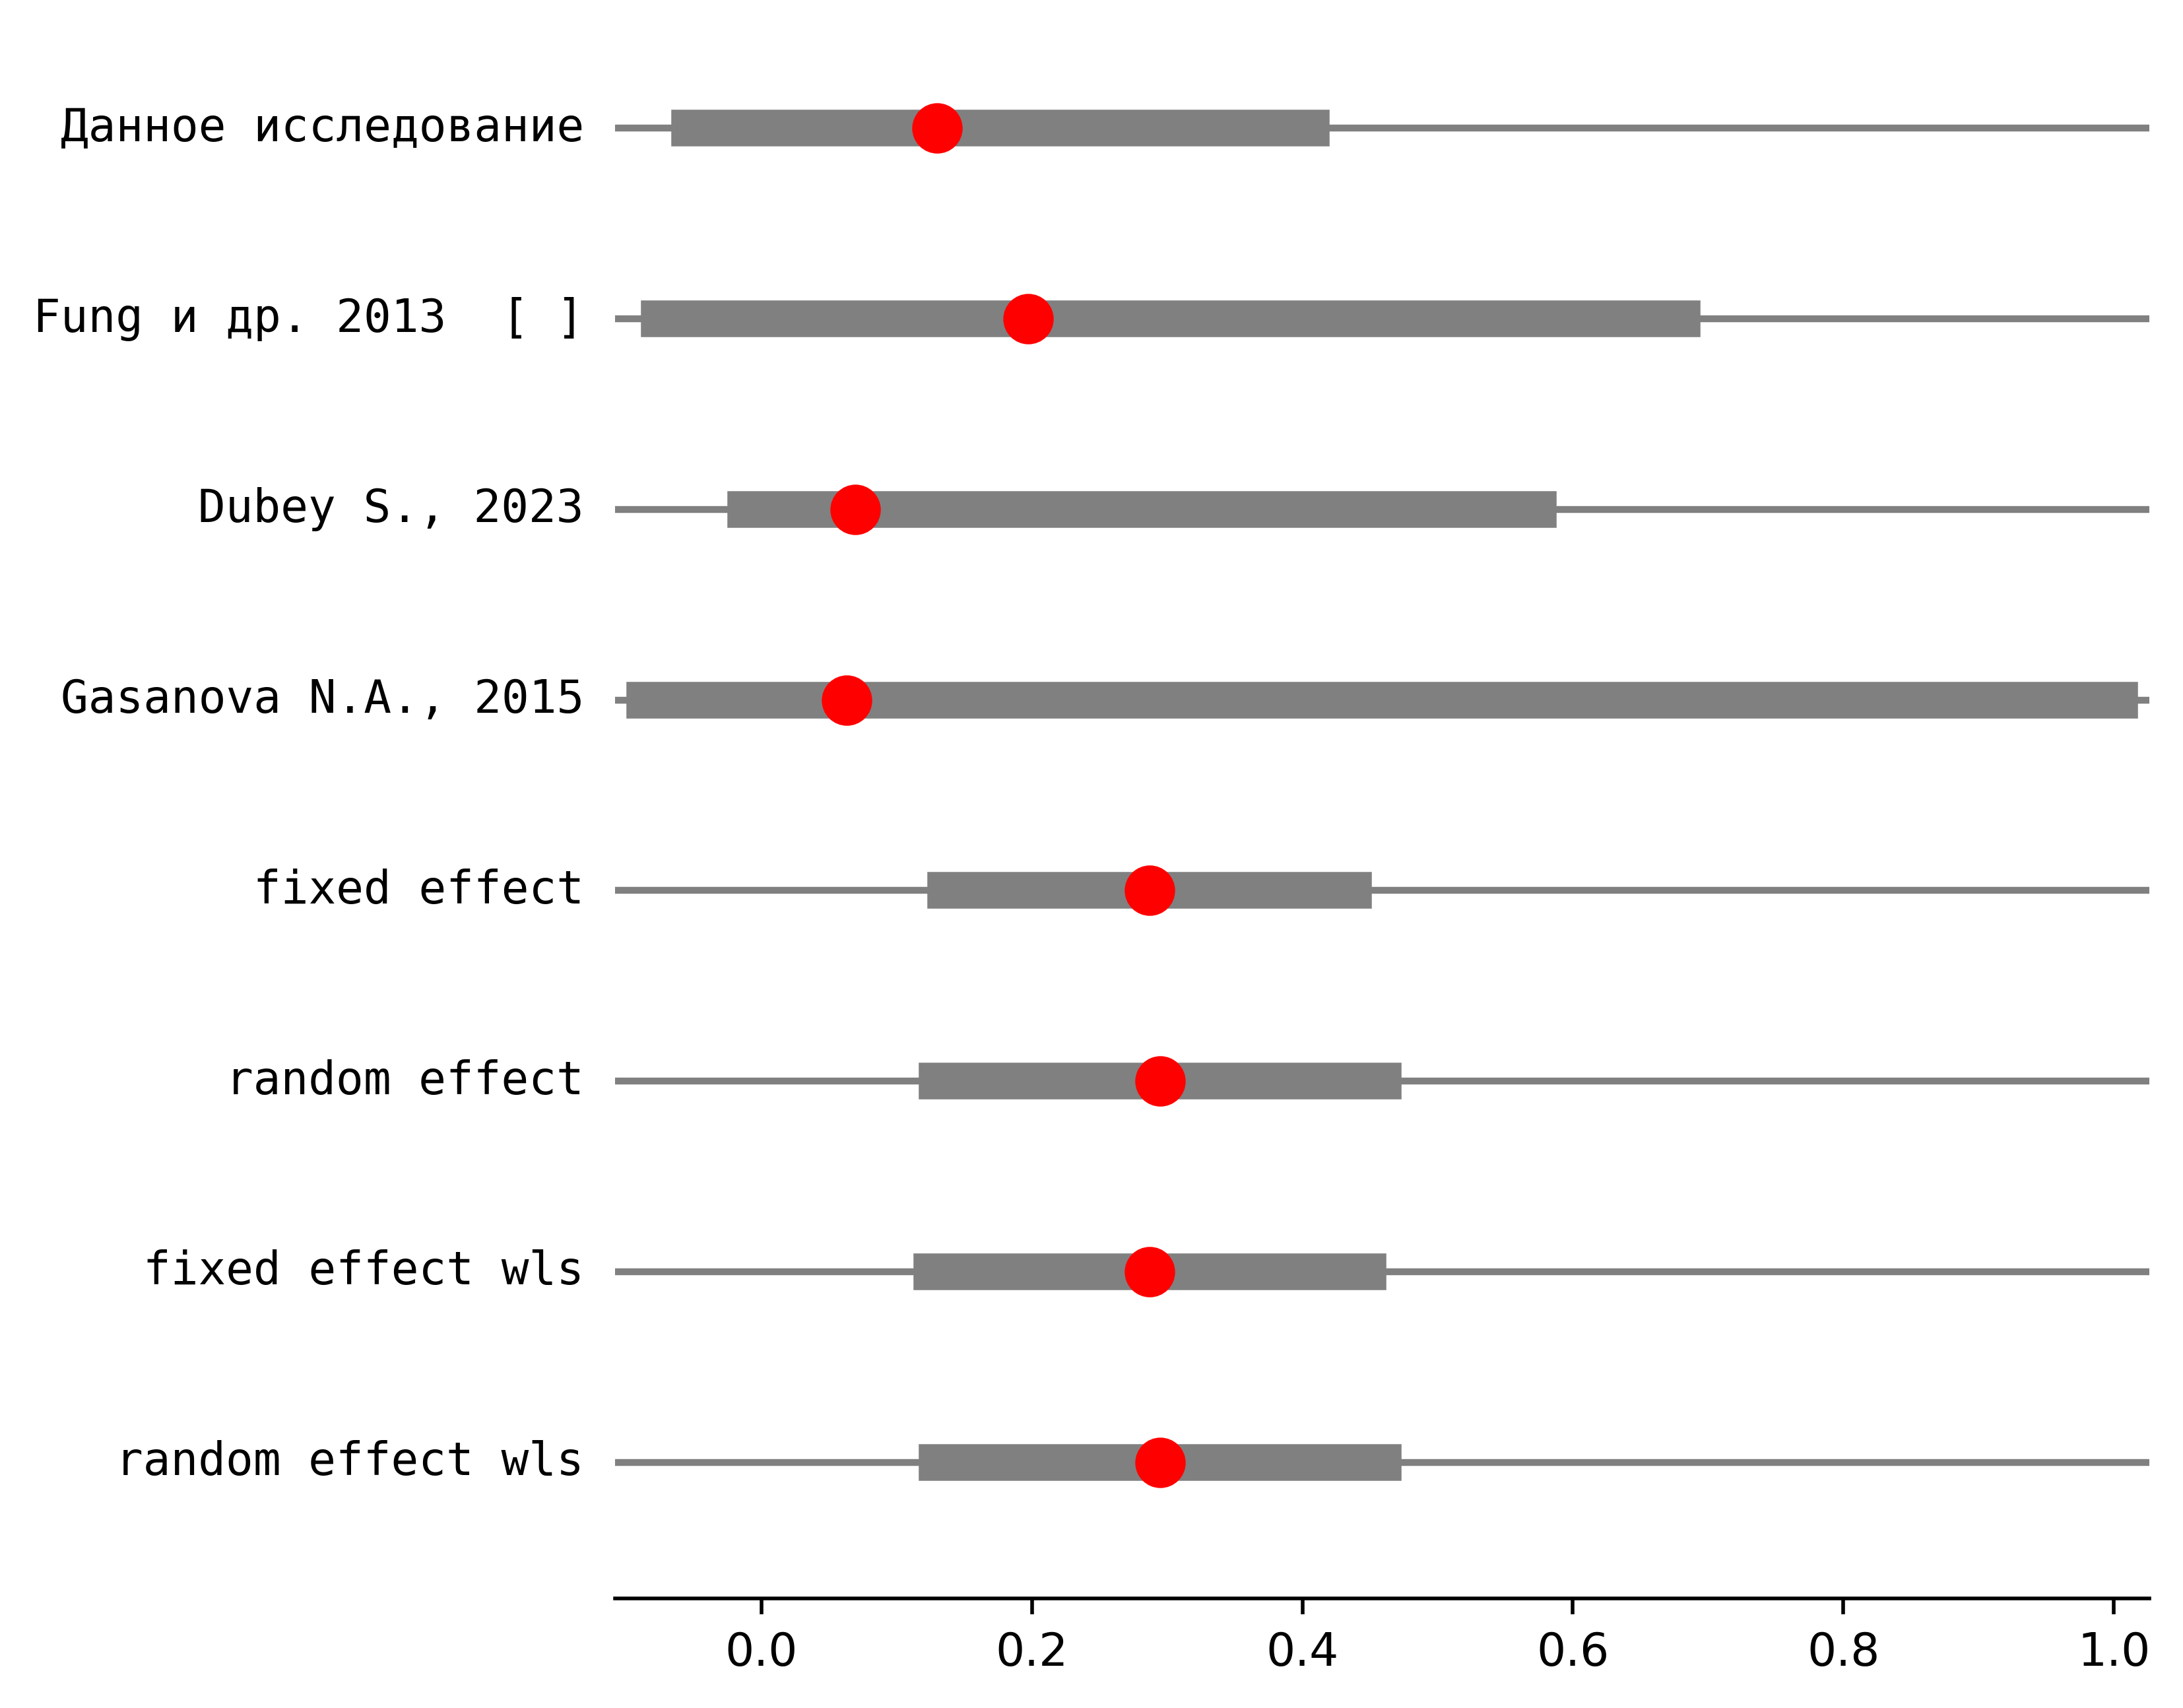 Данное исследование
Fung и др. 2013  [ ]
Dubey S., 2023
Gasanova N.A., 2015
fixed effect
random effect
fixed effect wls
random effect wls
0.0 0.2 0.4 0.6 0.8 1.0